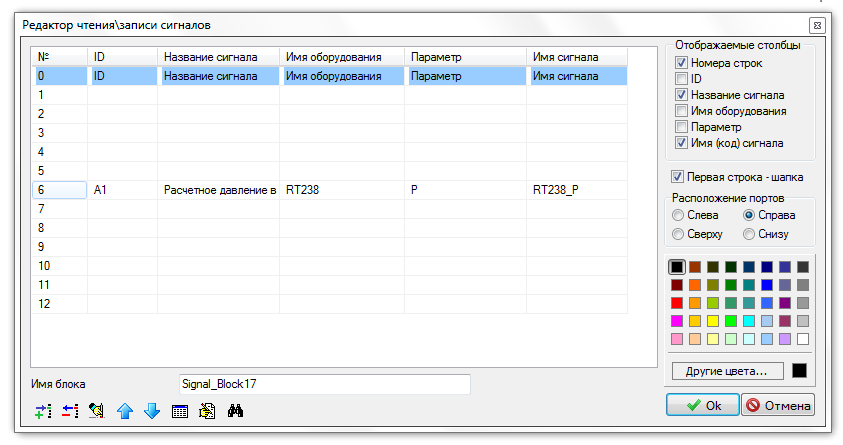 Редактор чтения\записи сигналов
№ ID Название сигнала Имя оборудования Параметр Имя сигнала
0 ID Название сигнала Имя оборудования Параметр Имя сигнала
1
2
3
4
5
6 A1 Расчетное давление в RT238 P RT238_P
7
8
9
10
11
12
Имя блока Signal_Block17
Отображаемые столбцы
Номера строк
ID
Название сигнала
Имя оборудования
Параметр
Имя (код) сигнала
Первая строка - шапка
Расположение портов
Слева Справа
Сверху Снизу
Другие цвета...
Ok Отмена